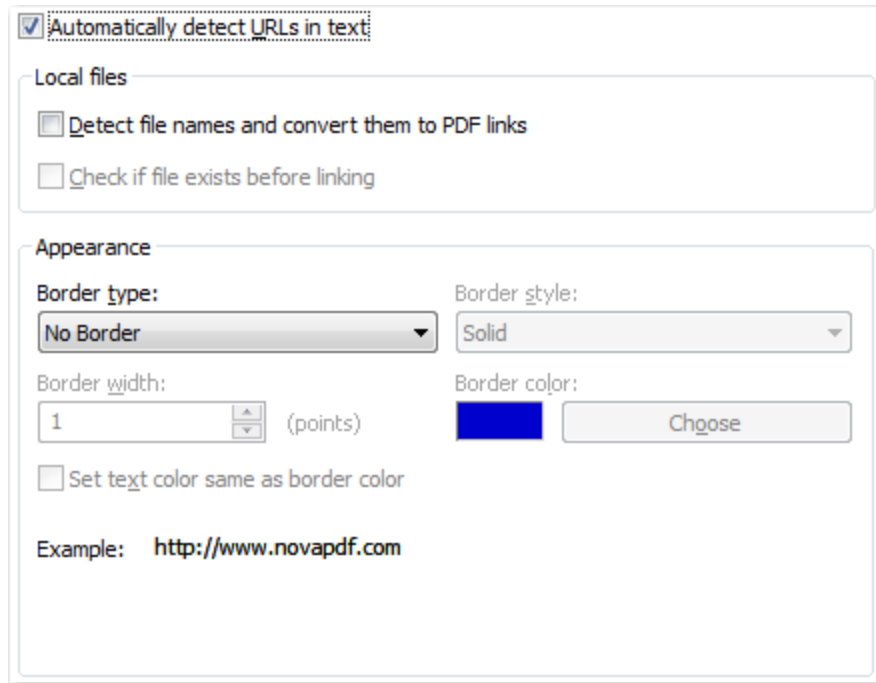 Automatically detect URLs in text
Local files
Detect file names and convert them to PDF links
Check if file exists before linking
Appearance
Border type: Border style:
No Border Solid
Border width: Border color:
1 (points) Choose
Set text color same as border color
Example: http://www.novapdf.com